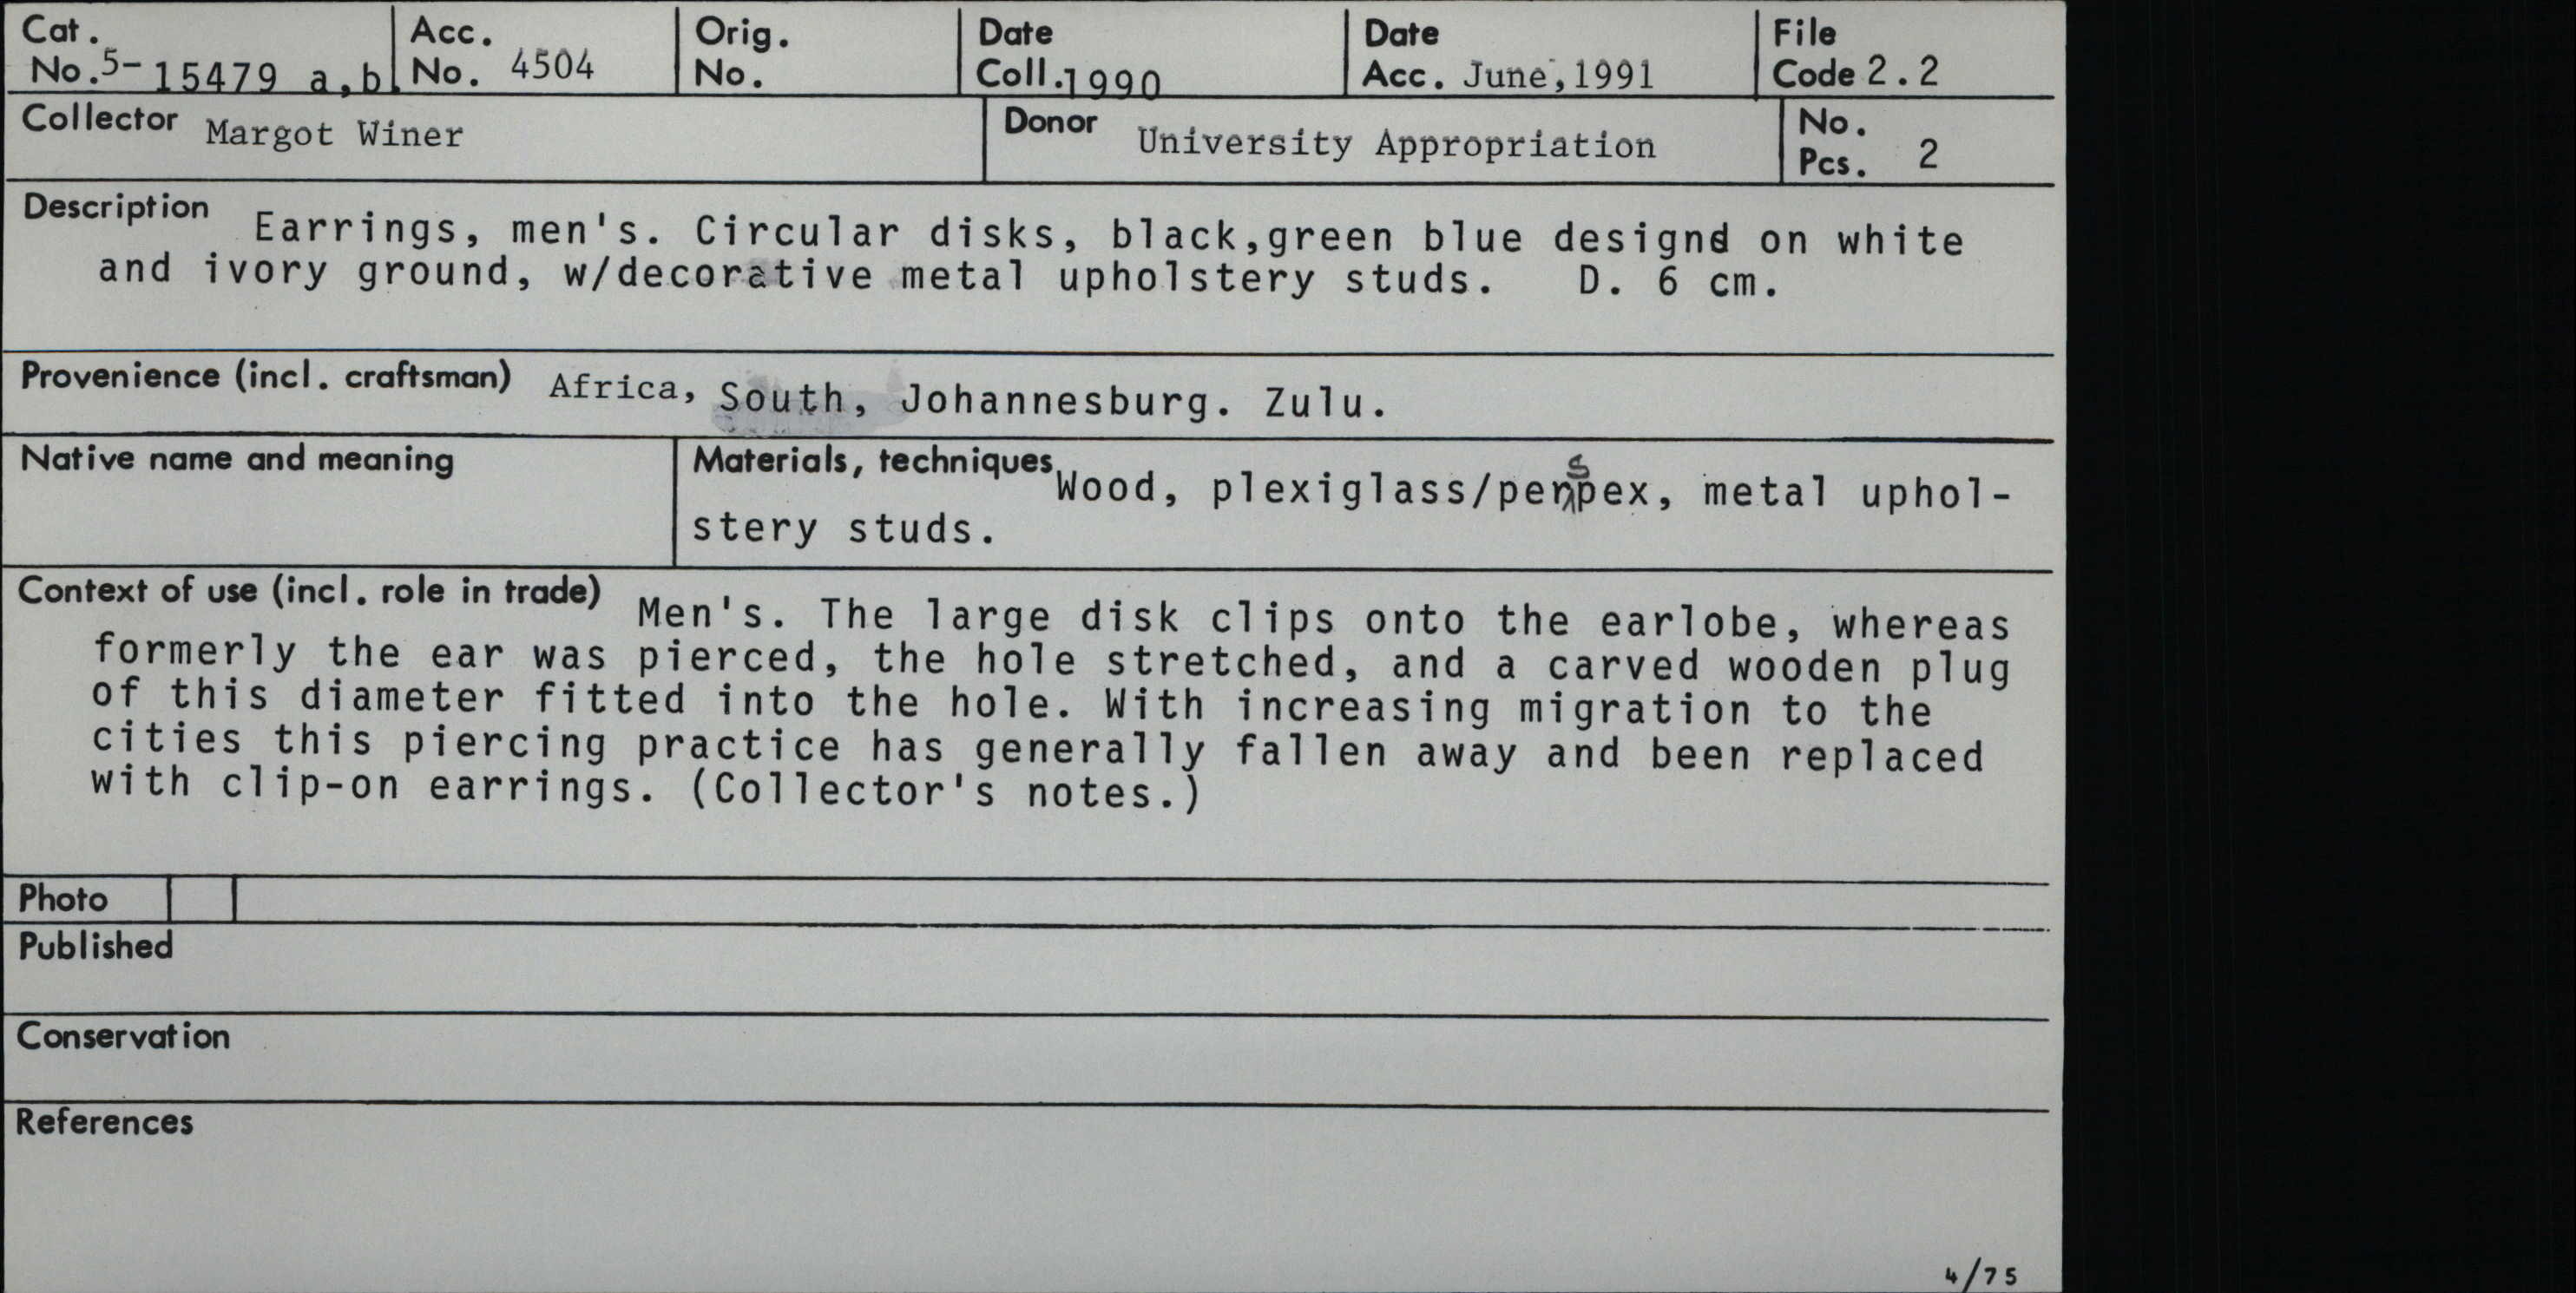 Cat. No. 5-15479 a,b Acc. No. 4504 Orig. No. Date Coll. 1990 Date Acc. June,1991 File Code 2.2
Collector Margot Winer Donor University Appropriation No. Pcs. 2
Description Earrings, men's. Circular disks, black,green blue designd on white
and ivory ground, w/decorative metal upholstery studs. D. 6 cm.
Provenience (incl. craftsman) Africa, South, Johannesburg. Zulu.
Native name and meaning
Materials, techniques Wood, plexiglass/perspex, metal uphol-
stery studs.
Context of use (incl. role in trade) Men's. The large disk clips onto the earlobe, whereas
formerly the ear was pierced, the hole stretched, and a carved wooden plug
of this diameter fitted into the hole. With increasing migration to the
cities this piercing practice has generally fallen away and been replaced
with clip-on earrings. (Collector's notes.)
Photo
Published
Conservation
References
4/75